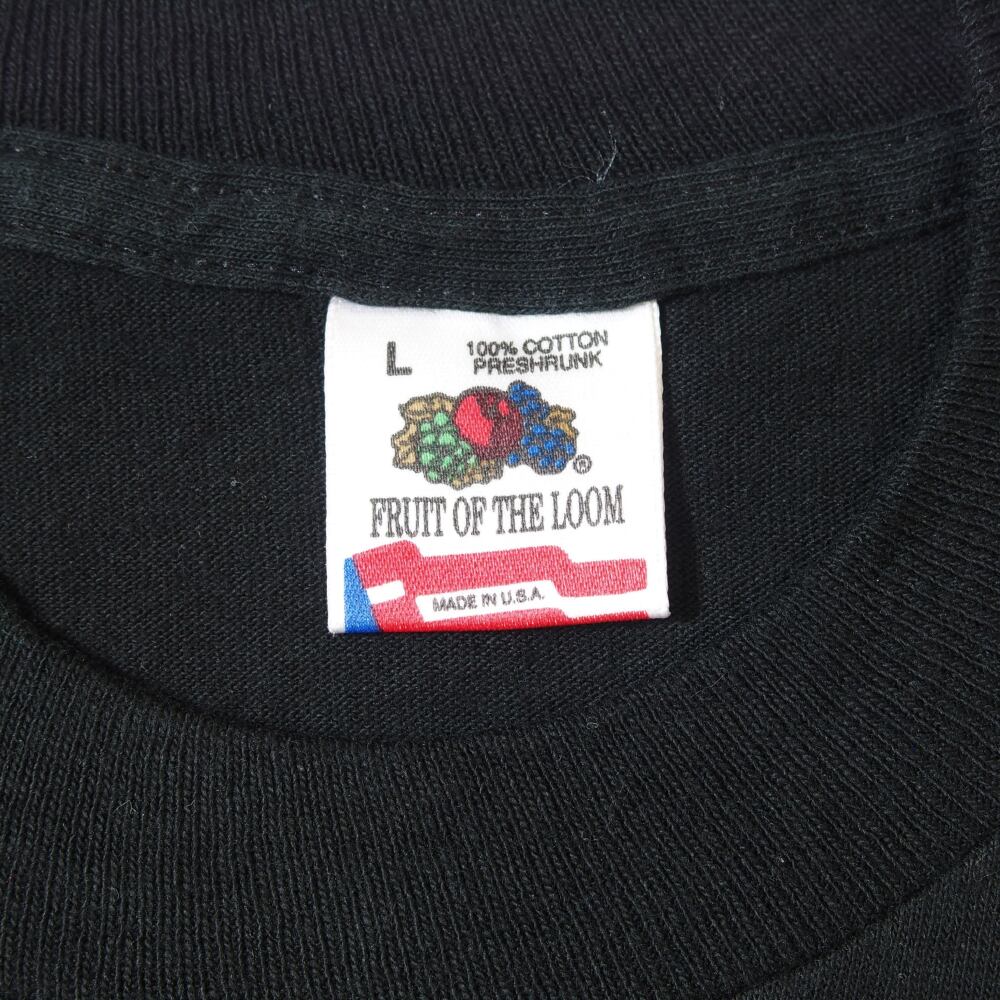 L
100% COTTON
PRESHRUNK
®
FRUIT OF THE LOOM
MADE IN U.S.A.